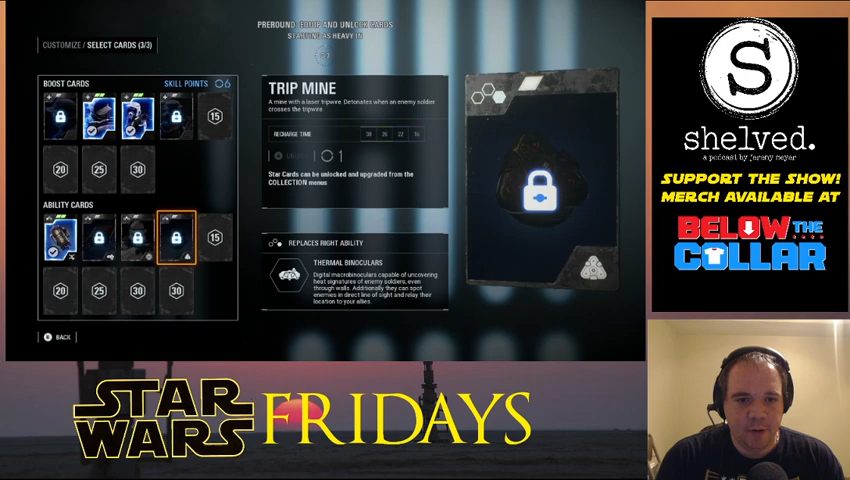 PREROUND: EQUIP AND UNLOCK CARDS
STARTING AS HEAVY IN
CUSTOMIZE / SELECT CARDS (3/3)
BOOST CARDS
SKILL POINTS 6
15
20
25
30
ABILITY CARDS
15
20
25
30
30
BACK
TRIP MINE
A mine with a laser tripwire. Detonates when an enemy soldier
crosses the tripwire.
RECHARGE TIME
UNLOCK
1
Star Cards can be unlocked and upgraded from the
COLLECTION menus
REPLACES RIGHT ABILITY
THERMAL BINOCULARS
Digital macrobinoculars capable of uncovering
heat signatures of enemy soldiers, even
through walls. Additionally they can spot
enemies in direct line of sight and relay their
location to your allies.
S
shelved.
a podcast by jeremy meyer
SUPPORT THE SHOW!
MERCH AVAILABLE AT
BELOW THE
COLLAR
STAR
WARS
FRIDAYS